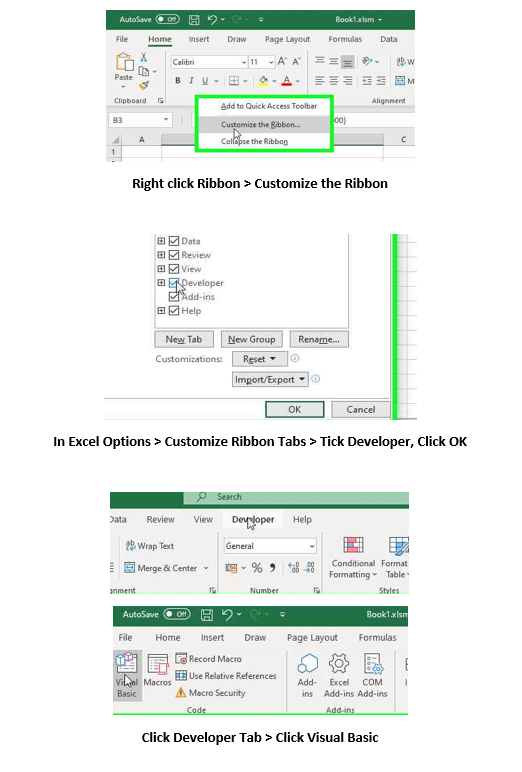 AutoSave Off Book1.xlsm
File Home Insert Draw Page Layout Formulas Data
Calibri 11 A A
Paste B I U A
Clipboard Alignment
Add to Quick Access Toolbar
Customize the Ribbon...
Collapse the Ribbon
B3
A C
1
Right click Ribbon > Customize the Ribbon
Data
Review
View
Developer
Add-ins
Help
New Tab New Group Rename...
Customizations: Reset
Import/Export
OK Cancel
In Excel Options > Customize Ribbon Tabs > Tick Developer, Click OK
Search
Data Review View Developer Help
Wrap Text General
Merge & Center % Conditional Format
Formatting Table
Number Styles
AutoSave Off Book1.xlsm
File Home Insert Draw Page Layout Formulas
Record Macro
Use Relative References
Macro Security
Visual Macros Add- Excel COM
Basic ins Add-ins Add-ins
Code Add-ins
Click Developer Tab > Click Visual Basic